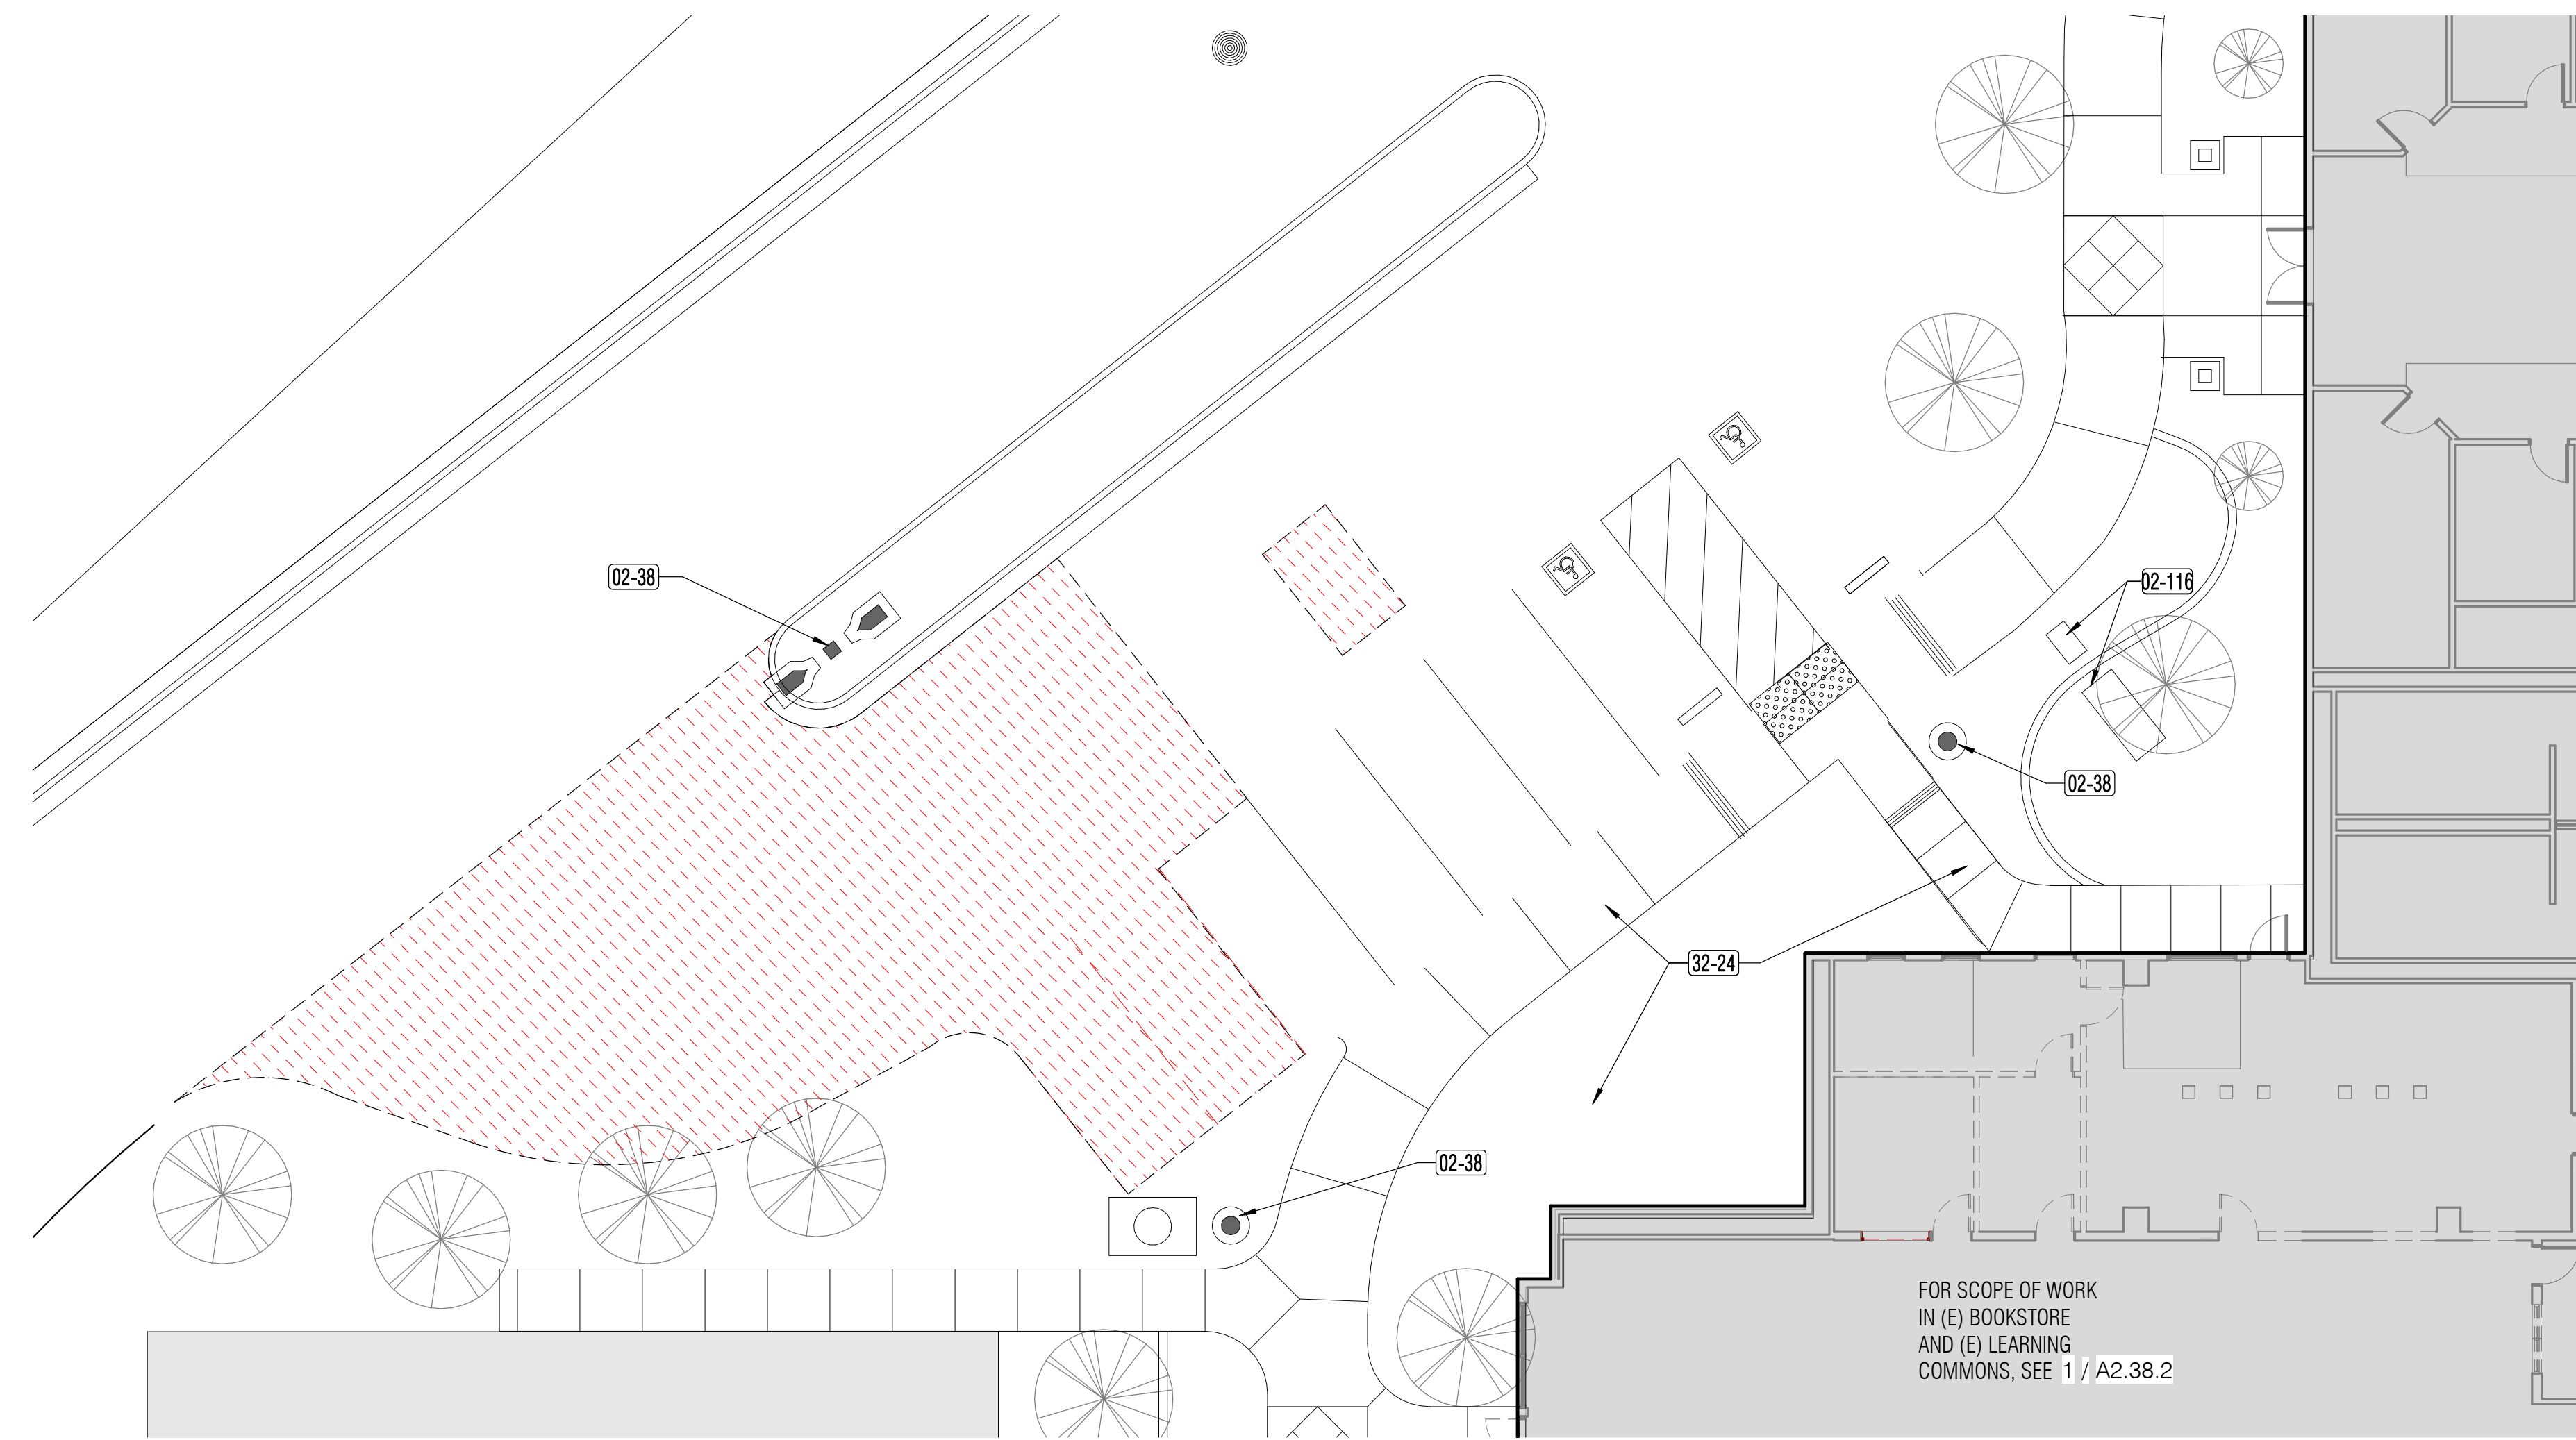 02-38
02-116
02-38
32-24
02-38
FOR SCOPE OF WORK
IN (E) BOOKSTORE
AND (E) LEARNING
COMMONS, SEE 1 / A2.38.2